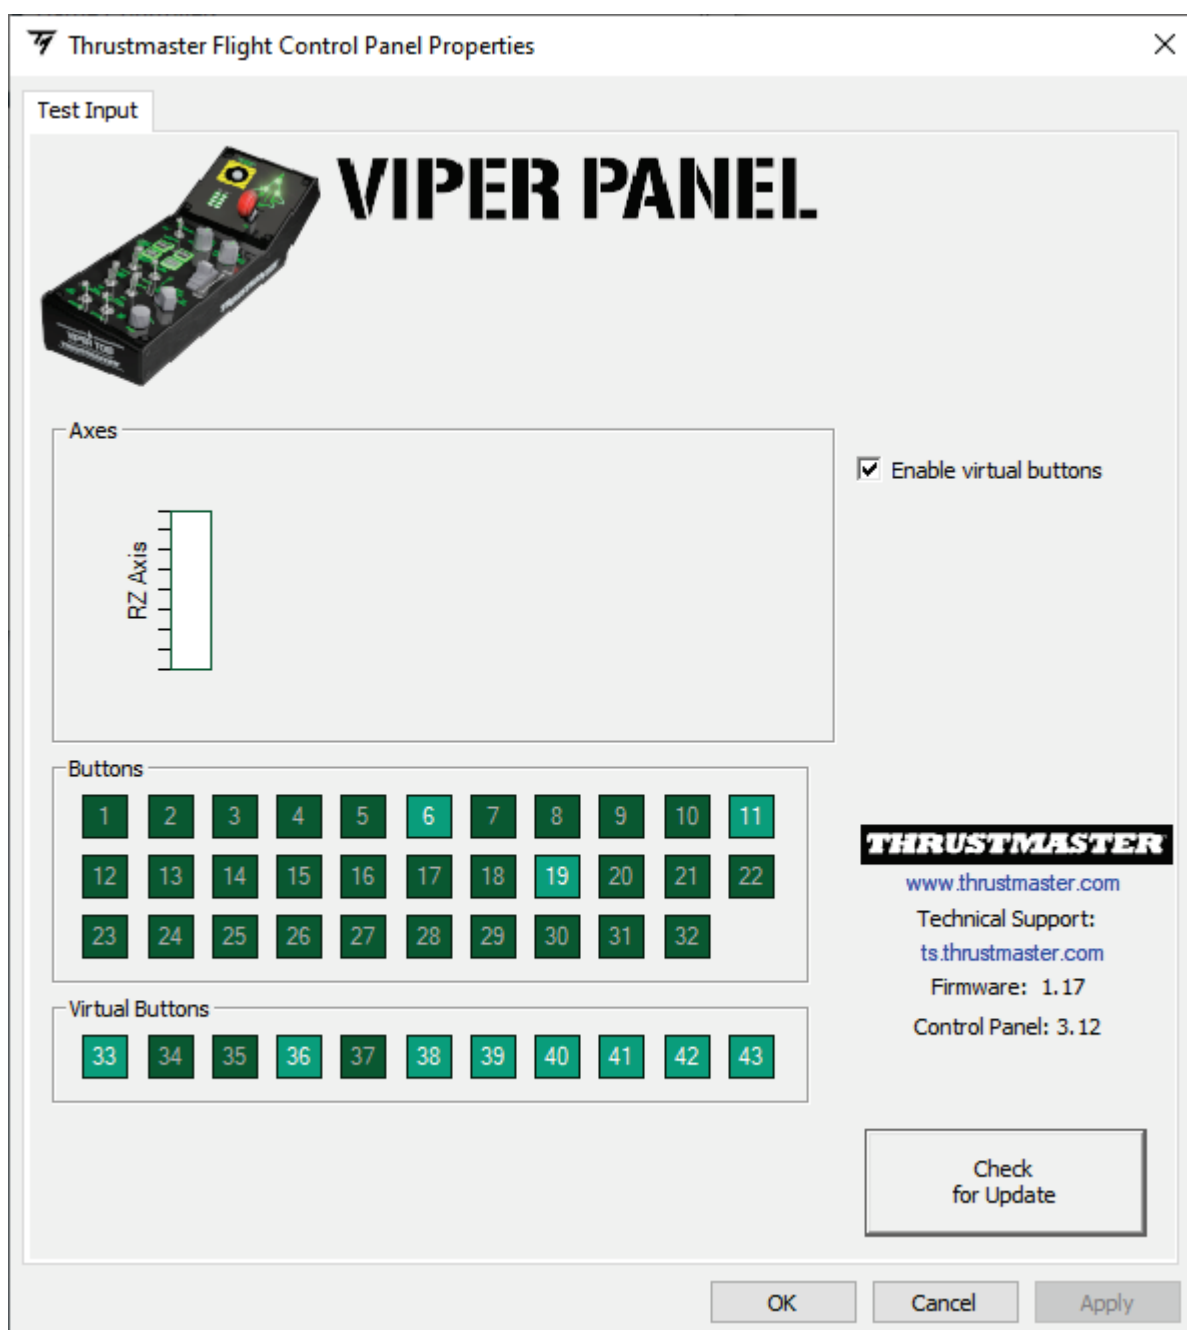 Thrustmaster Flight Control Panel Properties
Test Input
VIPER PANEL
Axes
Enable virtual buttons
RZ Axis
Buttons
1 2 3 4 5 6 7 8 9 10 11
12 13 14 15 16 17 18 19 20 21 22
23 24 25 26 27 28 29 30 31 32
THRUSTMASTER
www.thrustmaster.com
Technical Support:
ts.thrustmaster.com
Firmware: 1.17
Control Panel: 3.12
Virtual Buttons
33 34 35 36 37 38 39 40 41 42 43
Check
for Update
OK Cancel Apply